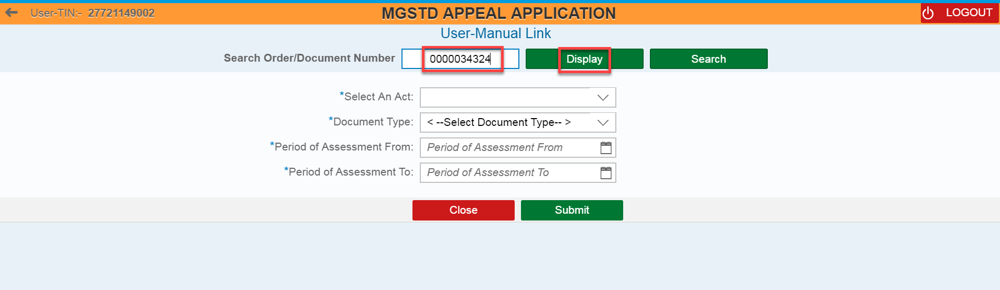 User-TIN:- 27721149002 MGSTD APPEAL APPLICATION LOGOUT
User-Manual Link
Search Order/Document Number 0000034324 Display Search
*Select An Act:
*Document Type: < --Select Document Type-- >
*Period of Assessment From: Period of Assessment From
*Period of Assessment To: Period of Assessment To
Close Submit